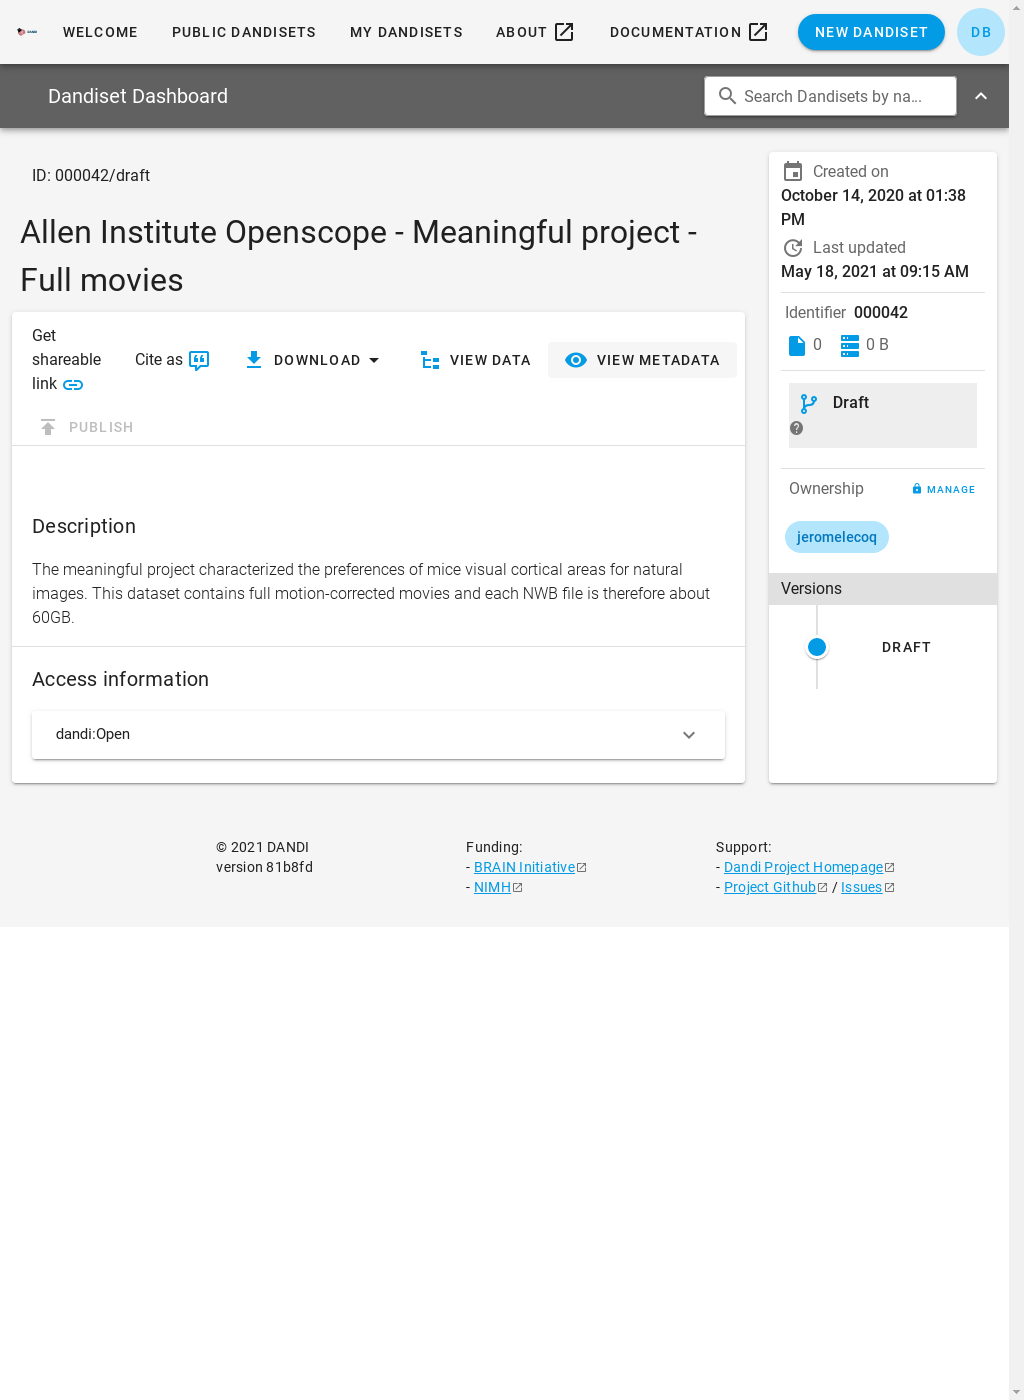 WELCOME PUBLIC DANDISETS MY DANDISETS ABOUT DOCUMENTATION NEW DANDISET DB
Dandiset Dashboard
Search Dandisets by na...
ID: 000042/draft
Allen Institute Openscope - Meaningful project -
Full movies
Get
shareable
link
Cite as
DOWNLOAD
VIEW DATA
VIEW METADATA
PUBLISH
Description
The meaningful project characterized the preferences of mice visual cortical areas for natural
images. This dataset contains full motion-corrected movies and each NWB file is therefore about
60GB.
Access information
dandi:Open
Created on
October 14, 2020 at 01:38
PM
Last updated
May 18, 2021 at 09:15 AM
Identifier 000042
0 0 B
Draft
Ownership MANAGE
jeromelecoq
Versions
DRAFT
© 2021 DANDI
version 81b8fd
Funding:
- BRAIN Initiative
- NIMH
Support:
- Dandi Project Homepage
- Project Github / Issues